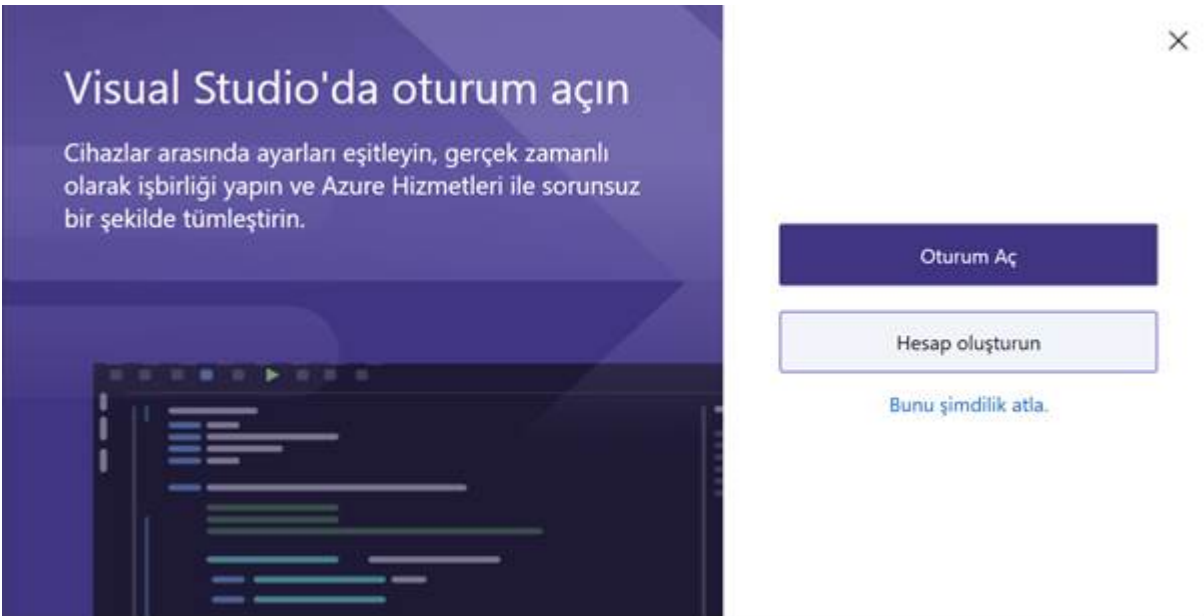 Visual Studio'da oturum açın
Cihazlar arasında ayarları eşitleyin, gerçek zamanlı
olarak işbirliği yapın ve Azure Hizmetleri ile sorunsuz
bir şekilde tümleştirin.
Oturum Aç
Hesap oluşturun
Bunu şimdilik atla.